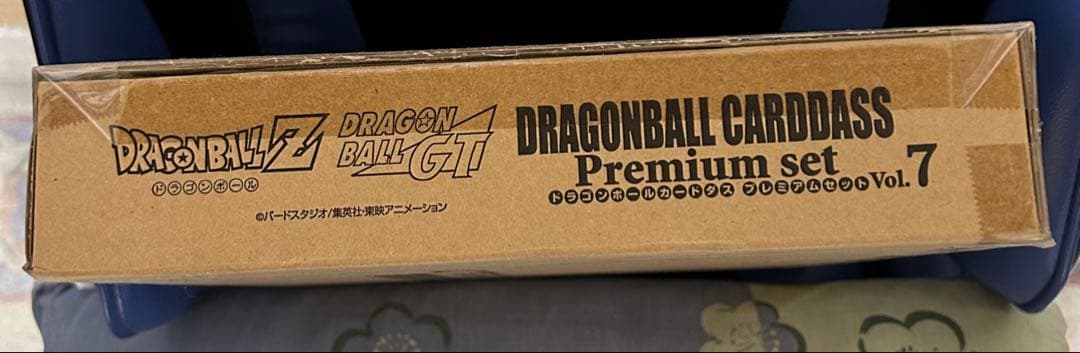 DRAGONBALL Z
ドラゴンボール
DRAGON
BALL GT
©バードスタジオ/集英社・東映アニメーション
DRAGONBALL CARDDASS
Premium set
ドラゴンボールカードダス プレミアムセット Vol.7